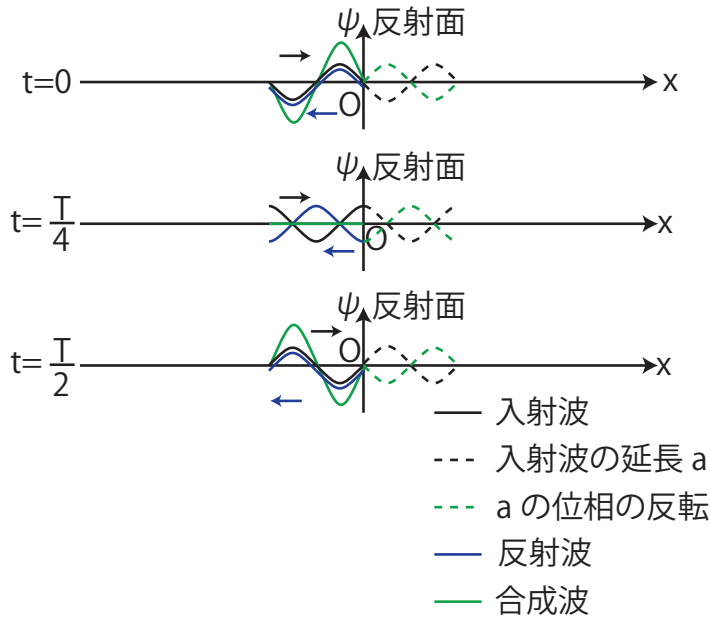 ψ 反射面
t=0
x
O
ψ 反射面
t= T/4
x
O
ψ 反射面
t= T/2
x
O
入射波
入射波の延長 a
a の位相の反転
反射波
合成波